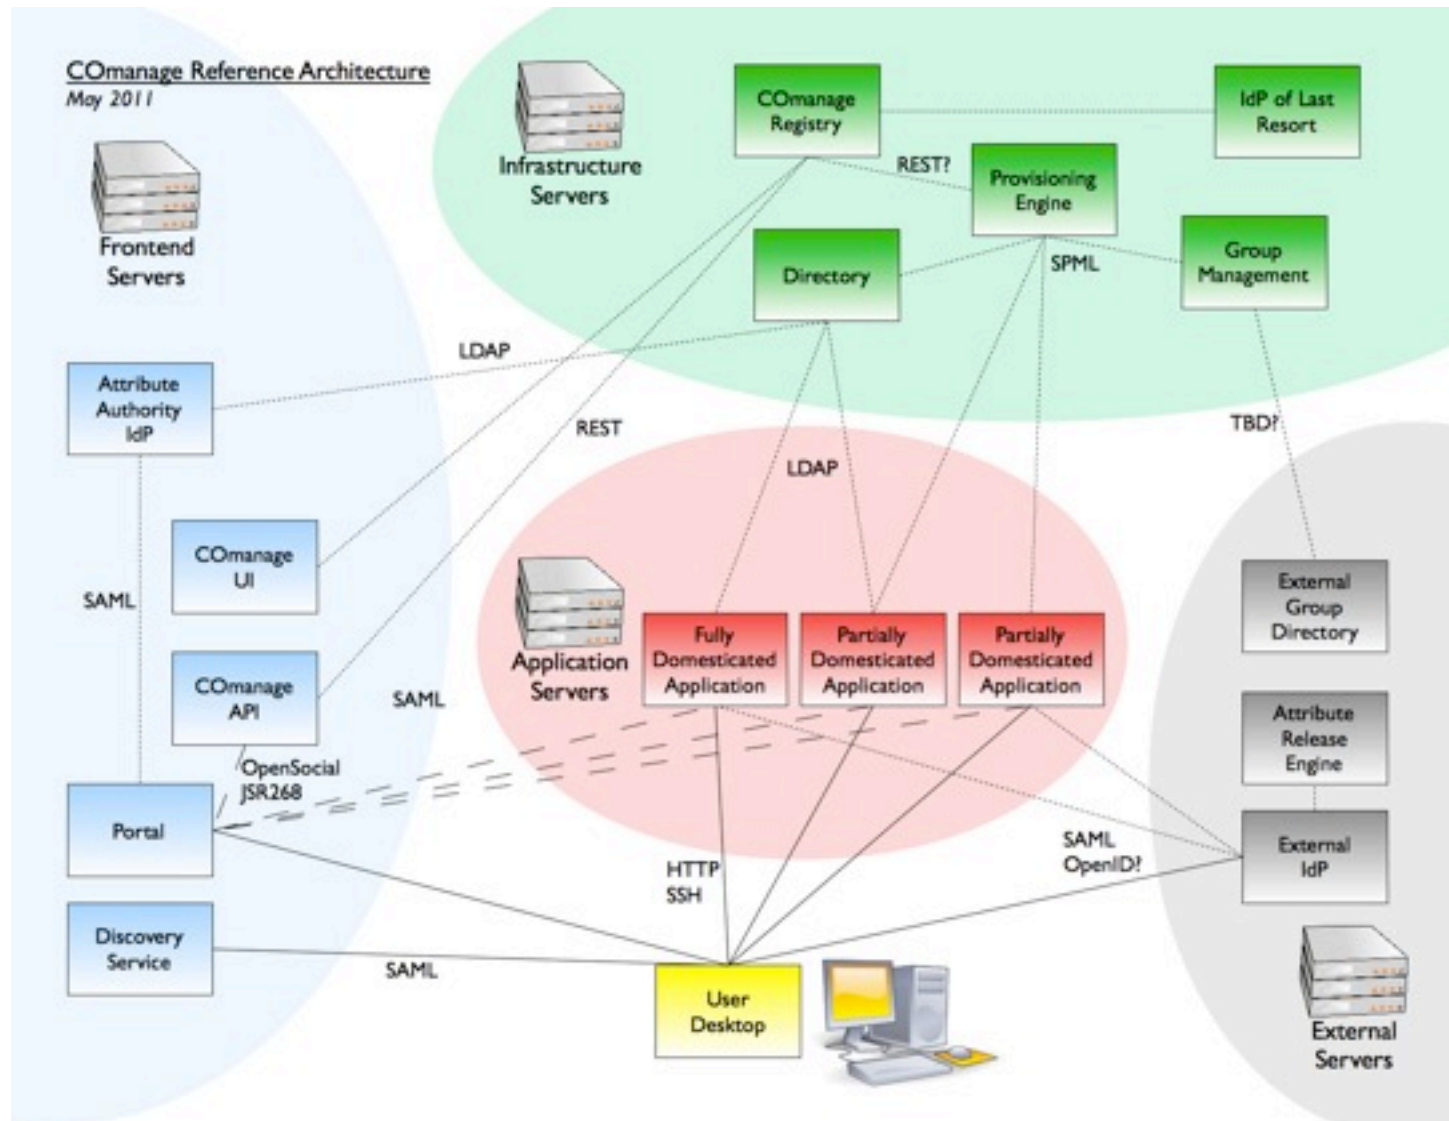 COmanage Reference Architecture
May 2011
Frontend
Servers
Infrastructure
Servers
COmanage
Registry
IdP of Last
Resort
REST?
Provisioning
Engine
Directory
SPML
Group
Management
LDAP
Attribute
Authority
IdP
REST
LDAP
TBD?
COmanage
UI
SAML
External
Group
Directory
Application
Servers
Fully
Domesticated
Application
Partially
Domesticated
Application
Partially
Domesticated
Application
COmanage
API
SAML
Attribute
Release
Engine
OpenSocial
JSR268
Portal
HTTP
SSH
SAML
OpenID?
External
IdP
Discovery
Service
SAML
User
Desktop
External
Servers